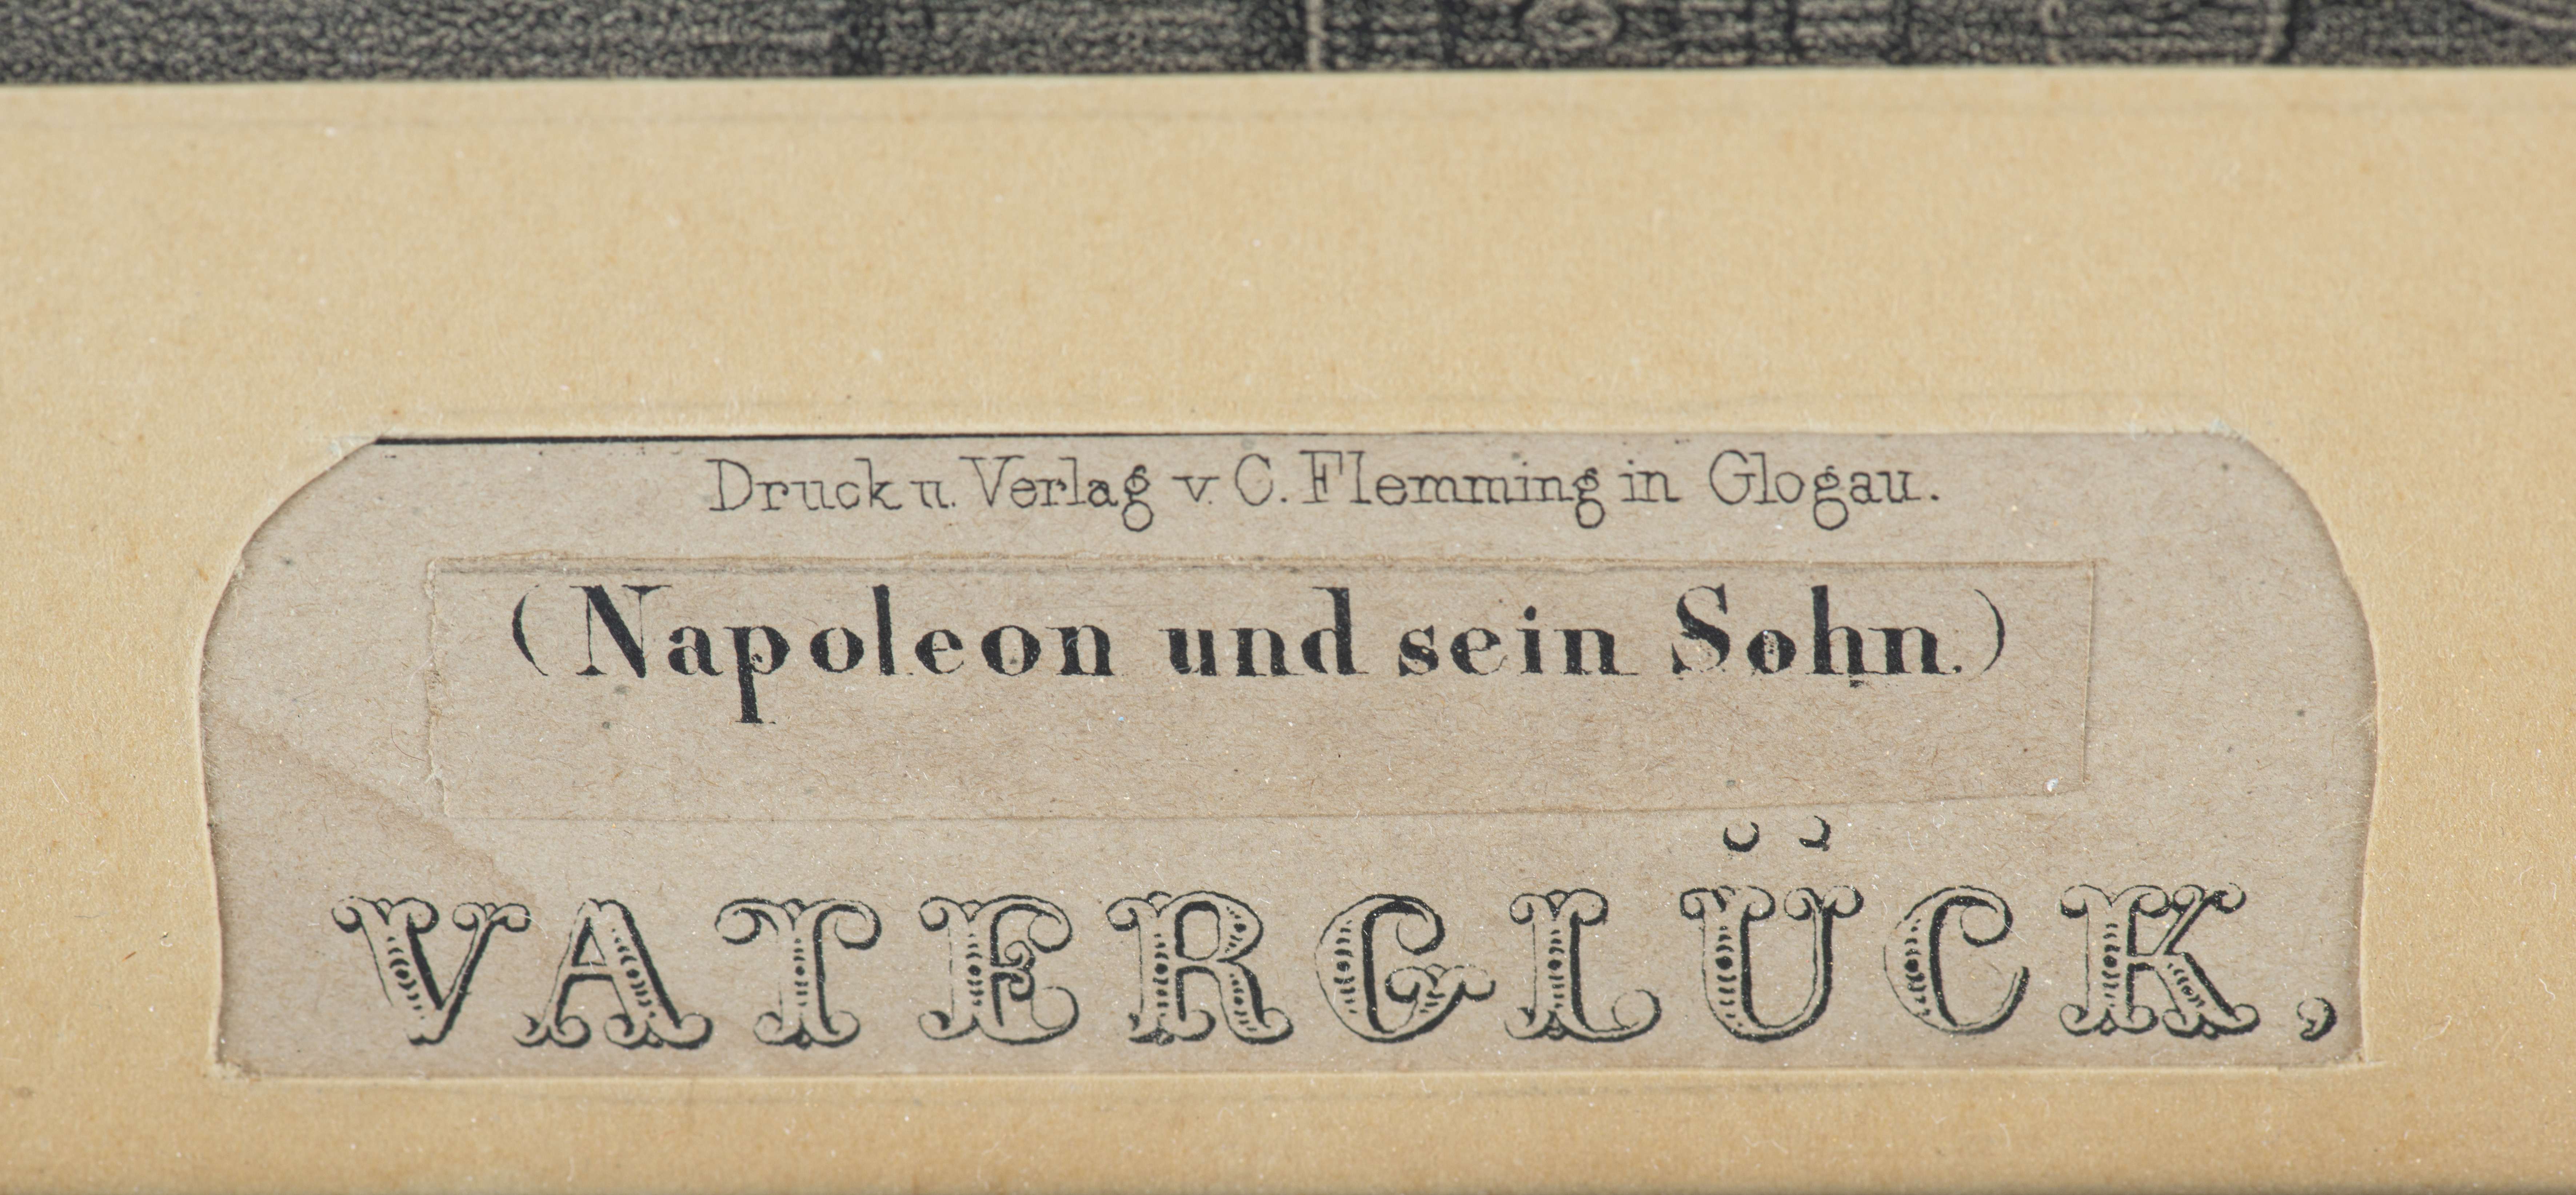 Druck u. Verlag v. C. Flemming in Glogau.
(Napoleon und sein Sohn.)
VATERGLÜCK,